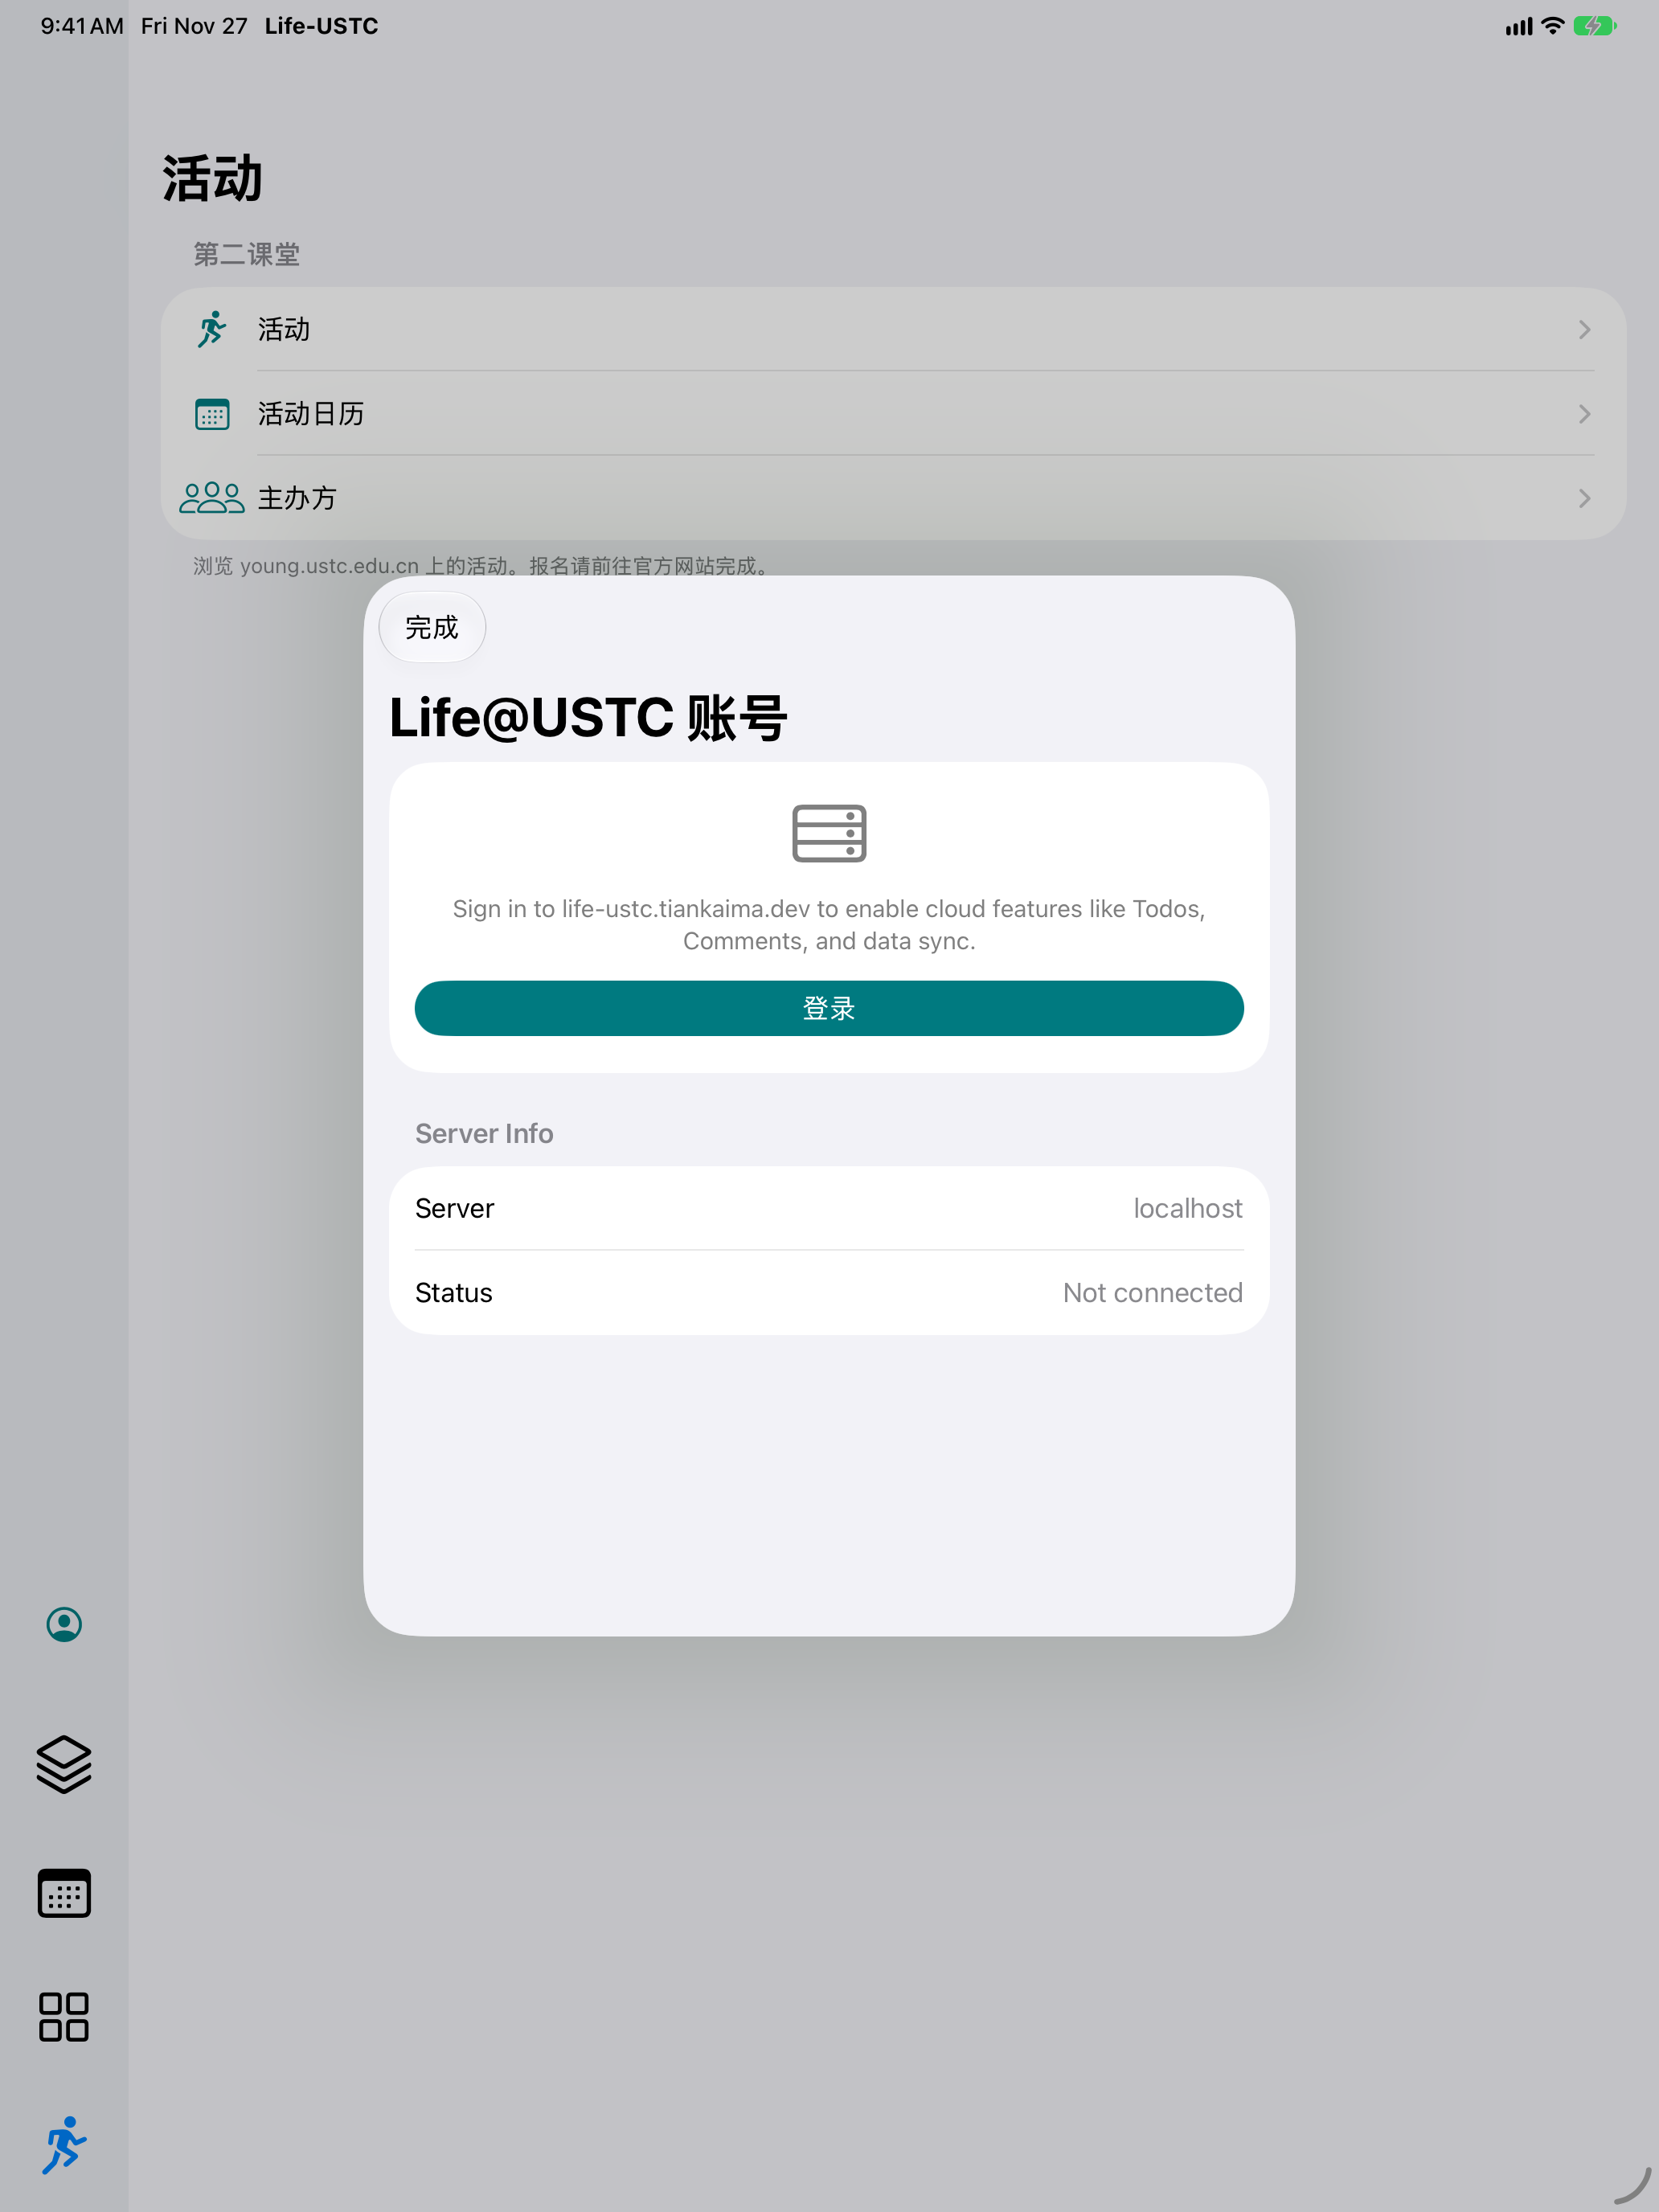 9:41 AM Fri Nov 27 Life-USTC
活动
第二课堂
活动
活动日历
主办方
浏览 young.ustc.edu.cn 上的活动。报名请前往官方网站完成。
完成
Life@USTC 账号
Sign in to life-ustc.tiankaima.dev to enable cloud features like Todos,
Comments, and data sync.
登录
Server Info
Server localhost
Status Not connected